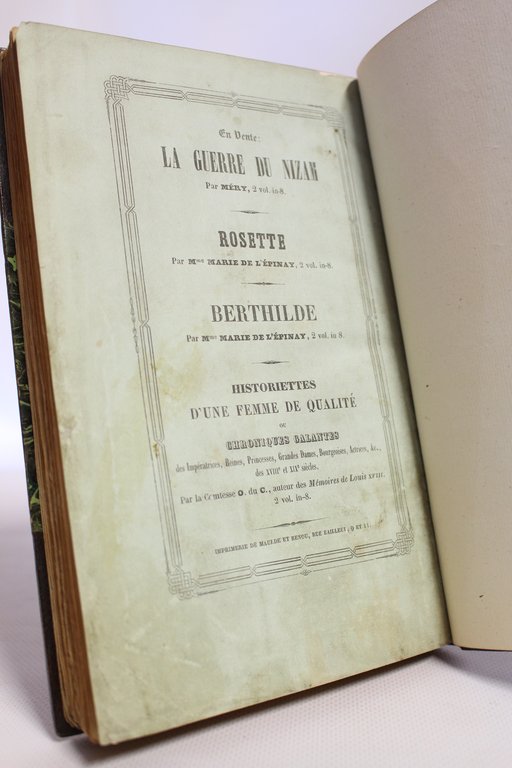 En Vente:
LA GUERRE DU NIZAM
Par MÉRY, 2 vol. in-8.
ROSETTE
Par Mme MARIE DE L'ÉPINAY, 2 vol. in-8.
BERTHILDE
Par Mme MARIE DE L'ÉPINAY, 2 vol. in 8.
HISTORIETTES
D'UNE FEMME DE QUALITÉ
OU
CHRONIQUES GALANTES
des Impératrices, Reines, Princesses, Grandes Dames, Bourgeoises, Actrices, &c.,
des XVIIIe et XIXe siècles,
Par la Comtesse O. du C., auteur des Mémoires de Louis XVIII.
2 vol. in-8.
IMPRIMERIE DE MAULDE ET RENOU, RUE BAILLEUL, 9 ET 11.